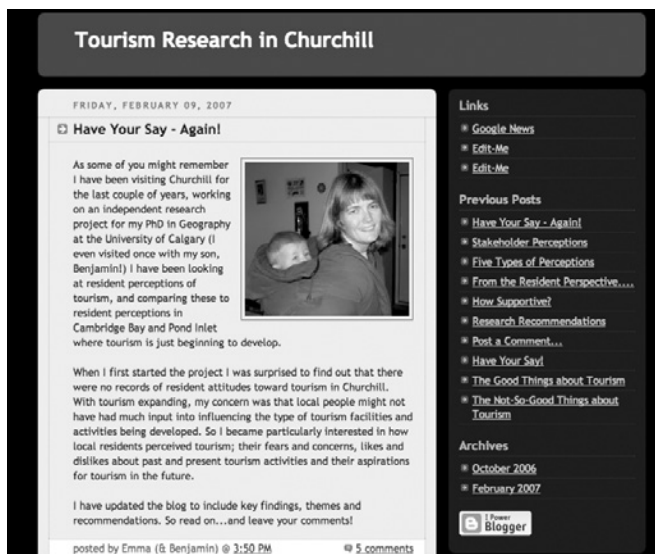 Tourism Research in Churchill
FRIDAY, FEBRUARY 09, 2007
Have Your Say - Again!
As some of you might remember
I have been visiting Churchill for
the last couple of years, working
on an independent research
project for my PhD in Geography
at the University of Calgary (I
even visited once with my son,
Benjamin!) I have been looking
at resident perceptions of
tourism, and comparing these to
resident perceptions in
Cambridge Bay and Pond Inlet
where tourism is just beginning to develop.
When I first started the project I was surprised to find out that there
were no records of resident attitudes toward tourism in Churchill.
With tourism expanding, my concern was that local people might not
have had much input into influencing the type of tourism facilities and
activities being developed. So I became particularly interested in how
local residents perceived tourism; their fears and concerns, likes and
dislikes about past and present tourism activities and their aspirations
for tourism in the future.
I have updated the blog to include key findings, themes and
recommendations. So read on...and leave your comments!
posted by Emma (& Benjamin) @ 3:50 PM
5 comments
Links
Google News
Edit-Me
Edit-Me
Previous Posts
Have Your Say - Again!
Stakeholder Perceptions
Five Types of Perceptions
From the Resident Perspective....
How Supportive?
Research Recommendations
Post a Comment...
Have Your Say!
The Good Things about Tourism
The Not-So-Good Things about
Tourism
Archives
October 2006
February 2007
I Power
Blogger